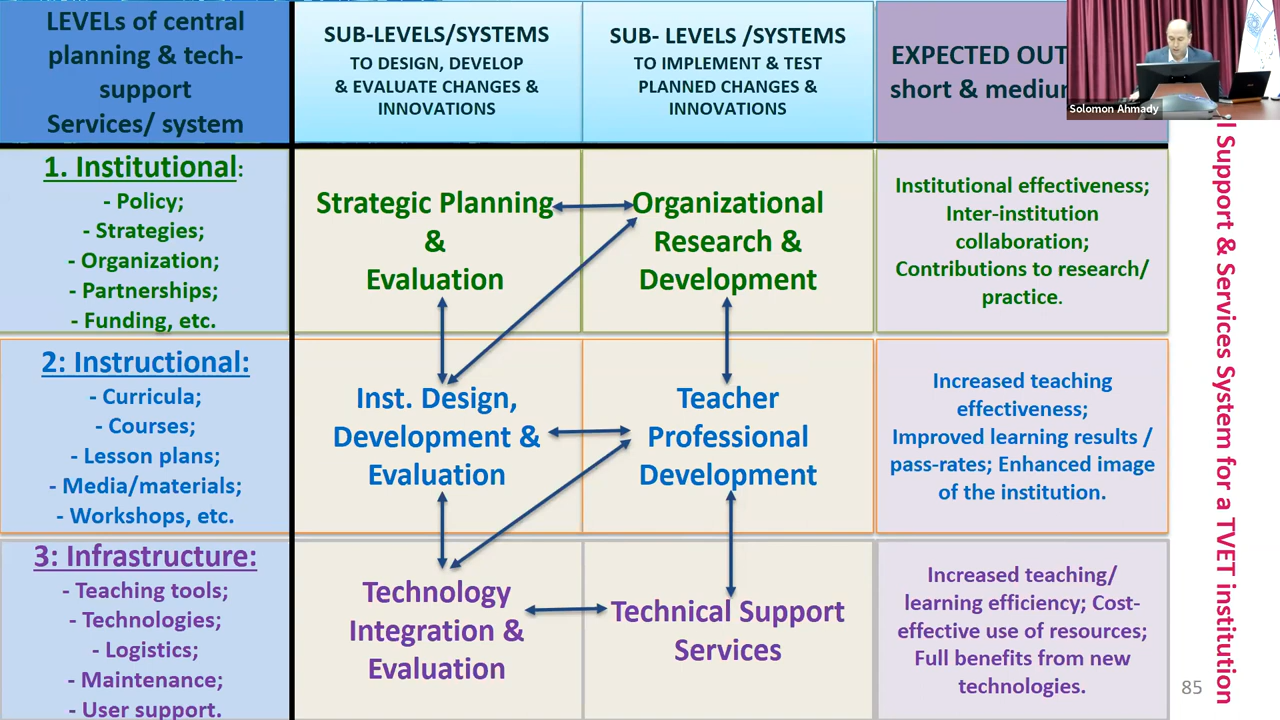 LEVELs of central
planning & tech-
support
Services/ system
SUB-LEVELS/SYSTEMS
TO DESIGN, DEVELOP
& EVALUATE CHANGES &
INNOVATIONS
SUB- LEVELS /SYSTEMS
TO IMPLEMENT & TEST
PLANNED CHANGES &
INNOVATIONS
EXPECTED
short &
Solomon Ahmady
1. Institutional:
- Policy;
- Strategies;
- Organization;
- Partnerships;
- Funding, etc.
Strategic Planning
&
Evaluation
Organizational
Research &
Development
Institutional effectiveness;
Inter-institution
collaboration;
Contributions to research/
practice.
2: Instructional:
- Curricula;
- Courses;
- Lesson plans;
- Media/materials;
- Workshops, etc.
Inst. Design,
Development &
Evaluation
Teacher
Professional
Development
Increased teaching
effectiveness;
Improved learning results /
pass-rates; Enhanced image
of the institution.
3: Infrastructure:
- Teaching tools;
- Technologies;
- Logistics;
- Maintenance;
- User support.
Technology
Integration &
Evaluation
Technical Support
Services
Increased teaching/
learning efficiency; Cost-
effective use of resources;
Full benefits from new
technologies.
Support & Services System for a TVET institution
85